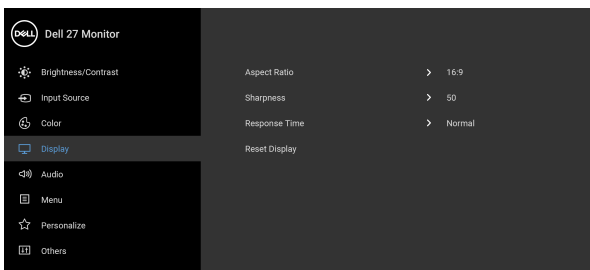 DELL Dell 27 Monitor
Brightness/Contrast
Input Source
Color
Display
Audio
Menu
Personalize
Others
Aspect Ratio > 16:9
Sharpness > 50
Response Time > Normal
Reset Display